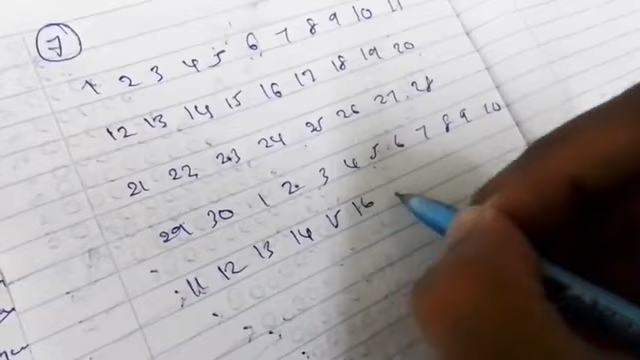 7
1 2 3 4 5 6 7 8 9 10 11
12 13 14 15 16 17 18 19 20
21 22 23 24 25 26 27 28
29 30 1 2 3 4 5 6 7 8 9 10
11 12 13 14 15 16